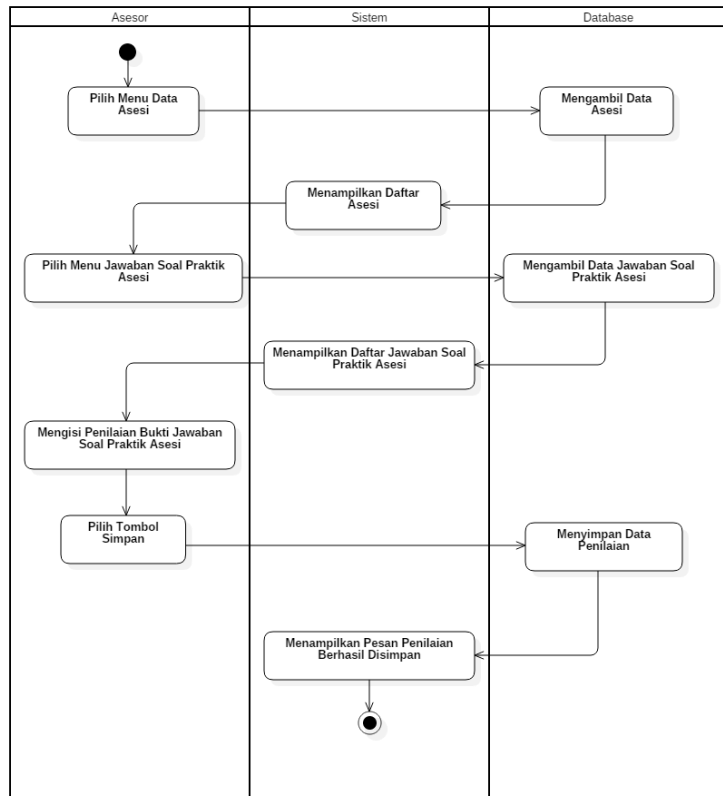 Asesor
Sistem
Database
Pilih Menu Data
Asesi
Mengambil Data
Asesi
Menampilkan Daftar
Asesi
Pilih Menu Jawaban Soal Praktik
Asesi
Mengambil Data Jawaban Soal
Praktik Asesi
Menampilkan Daftar Jawaban Soal
Praktik Asesi
Mengisi Penilaian Bukti Jawaban
Soal Praktik Asesi
Pilih Tombol
Simpan
Menyimpan Data
Penilaian
Menampilkan Pesan Penilaian
Berhasil Disimpan